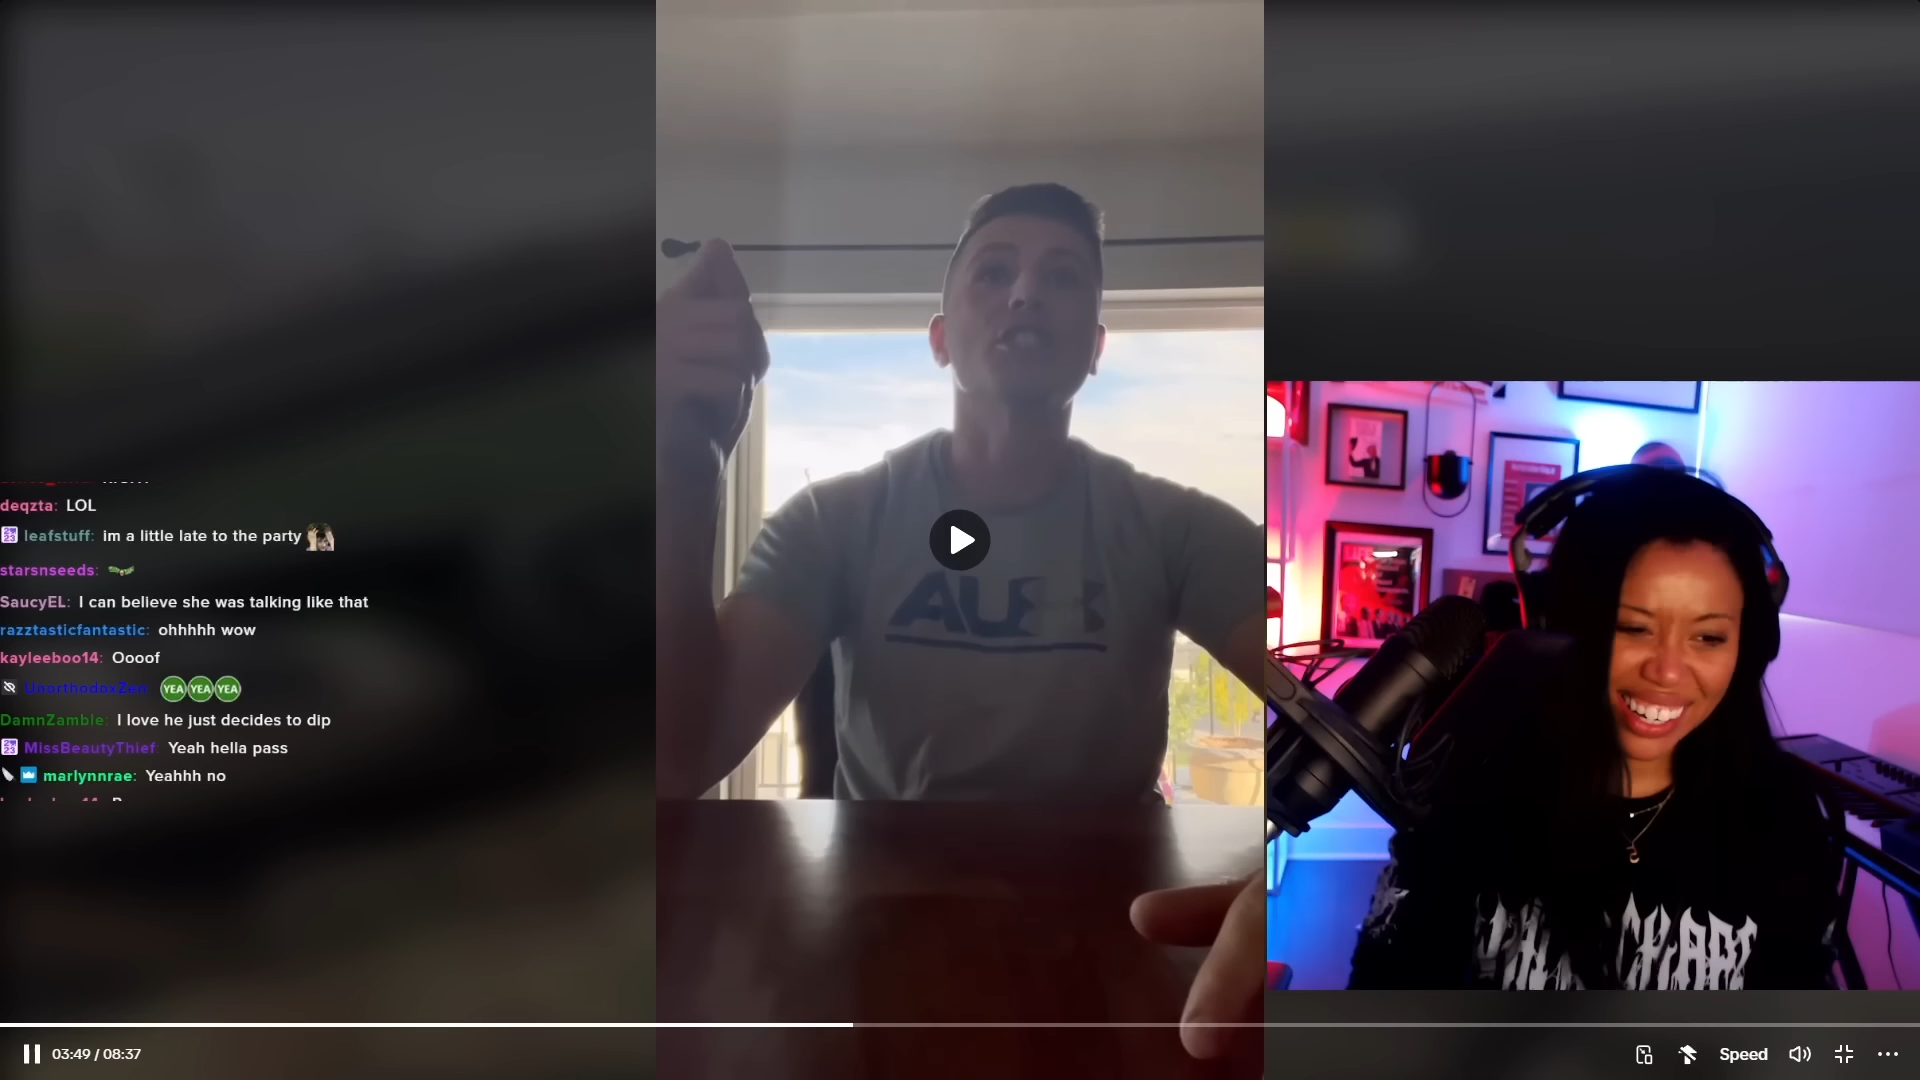 deqzta: LOL
leafstuff: im a little late to the party
starsnseeds:
SaucyEL: I can believe she was talking like that
razztasticfantastic: ohhhhh wow
kayleeboo14: Oooof
UnorthodoxZen: YEA YEA YEA
DamnZamble: I love he just decides to dip
MissBeautyThief: Yeah hella pass
marlynnrae: Yeahhh no
LIFE
03:49 / 08:37
Speed